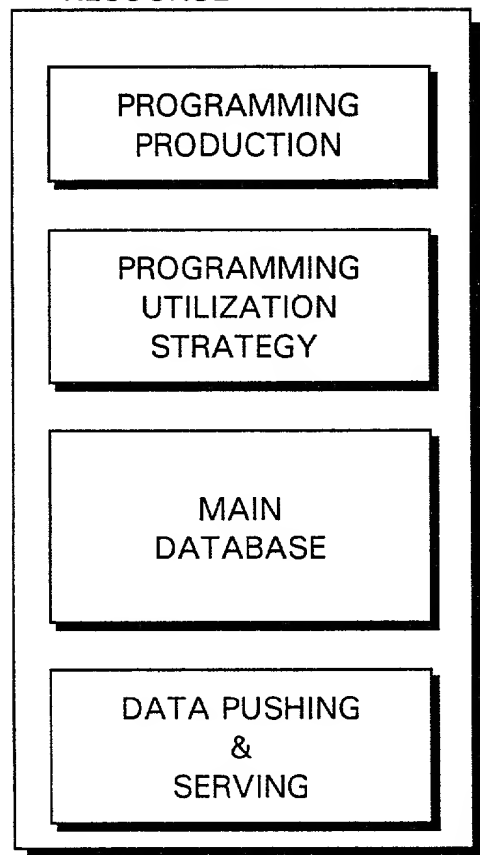 PROGRAMMING
PRODUCTION
PROGRAMMING
UTILIZATION
STRATEGY
MAIN
DATABASE
DATA PUSHING
&
SERVING